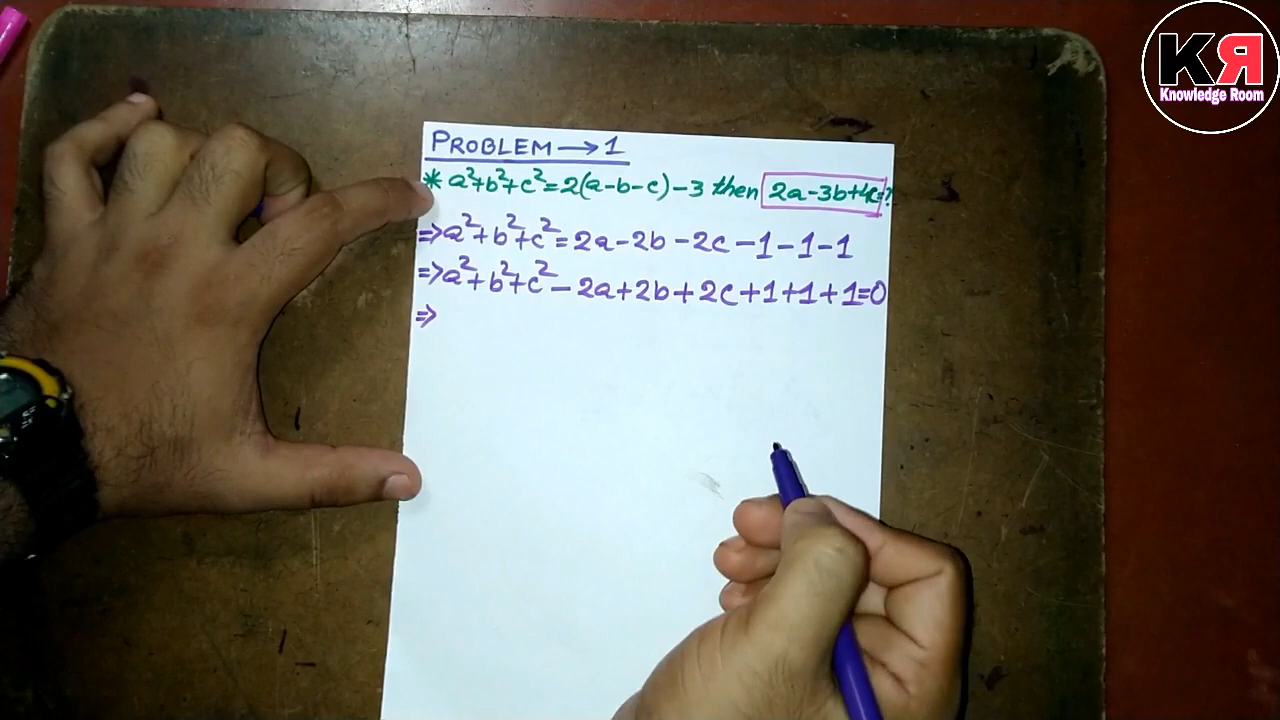 KЯ
Knowledge Room
PROBLEM → 1
* a²+b²+c²=2(a-b-c)-3 then 2a-3b+4c=?
⇒a²+b²+c²=2a-2b-2c-1-1-1
⇒a²+b²+c²-2a+2b+2c+1+1+1=0
⇒